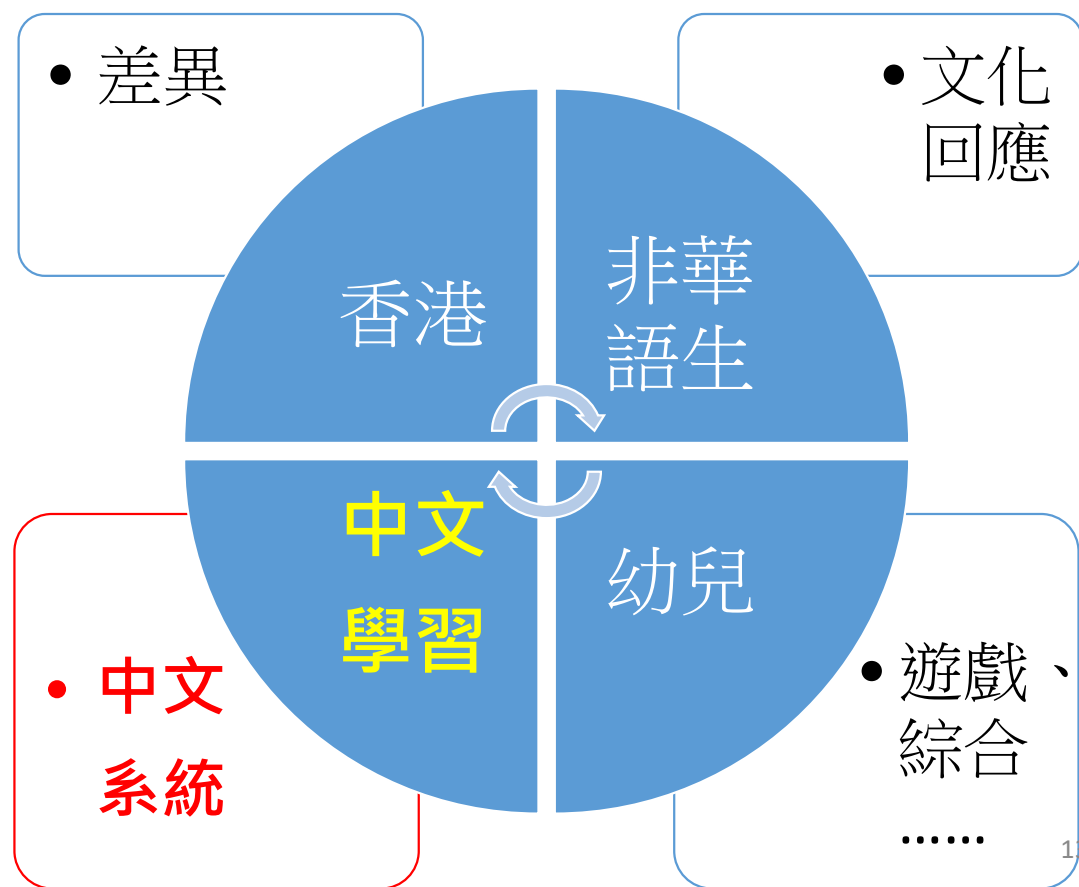 • 差異
• 文化
回應
香港
非華
語生
中文
學習
幼兒
• 中文
系統
• 遊戲、
綜合
……